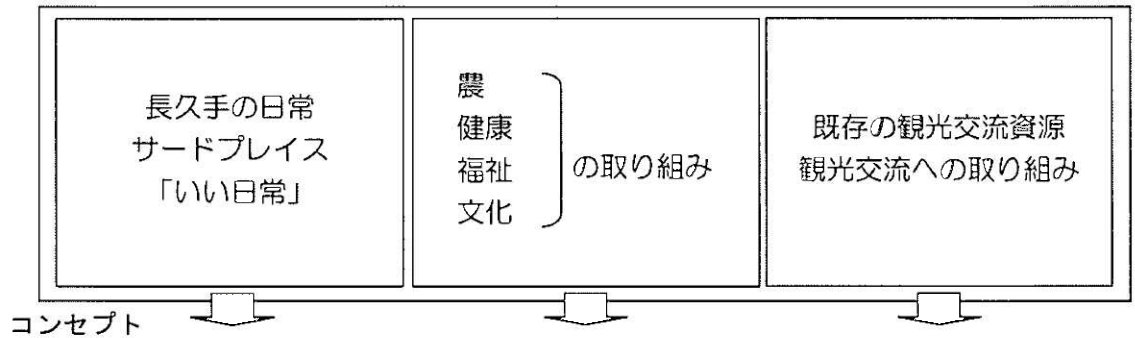 長久手の日常
サードプレイス
「いい日常」
農
健康
福祉
文化
の取り組み
既存の観光交流資源
観光交流への取り組み
コンセプト